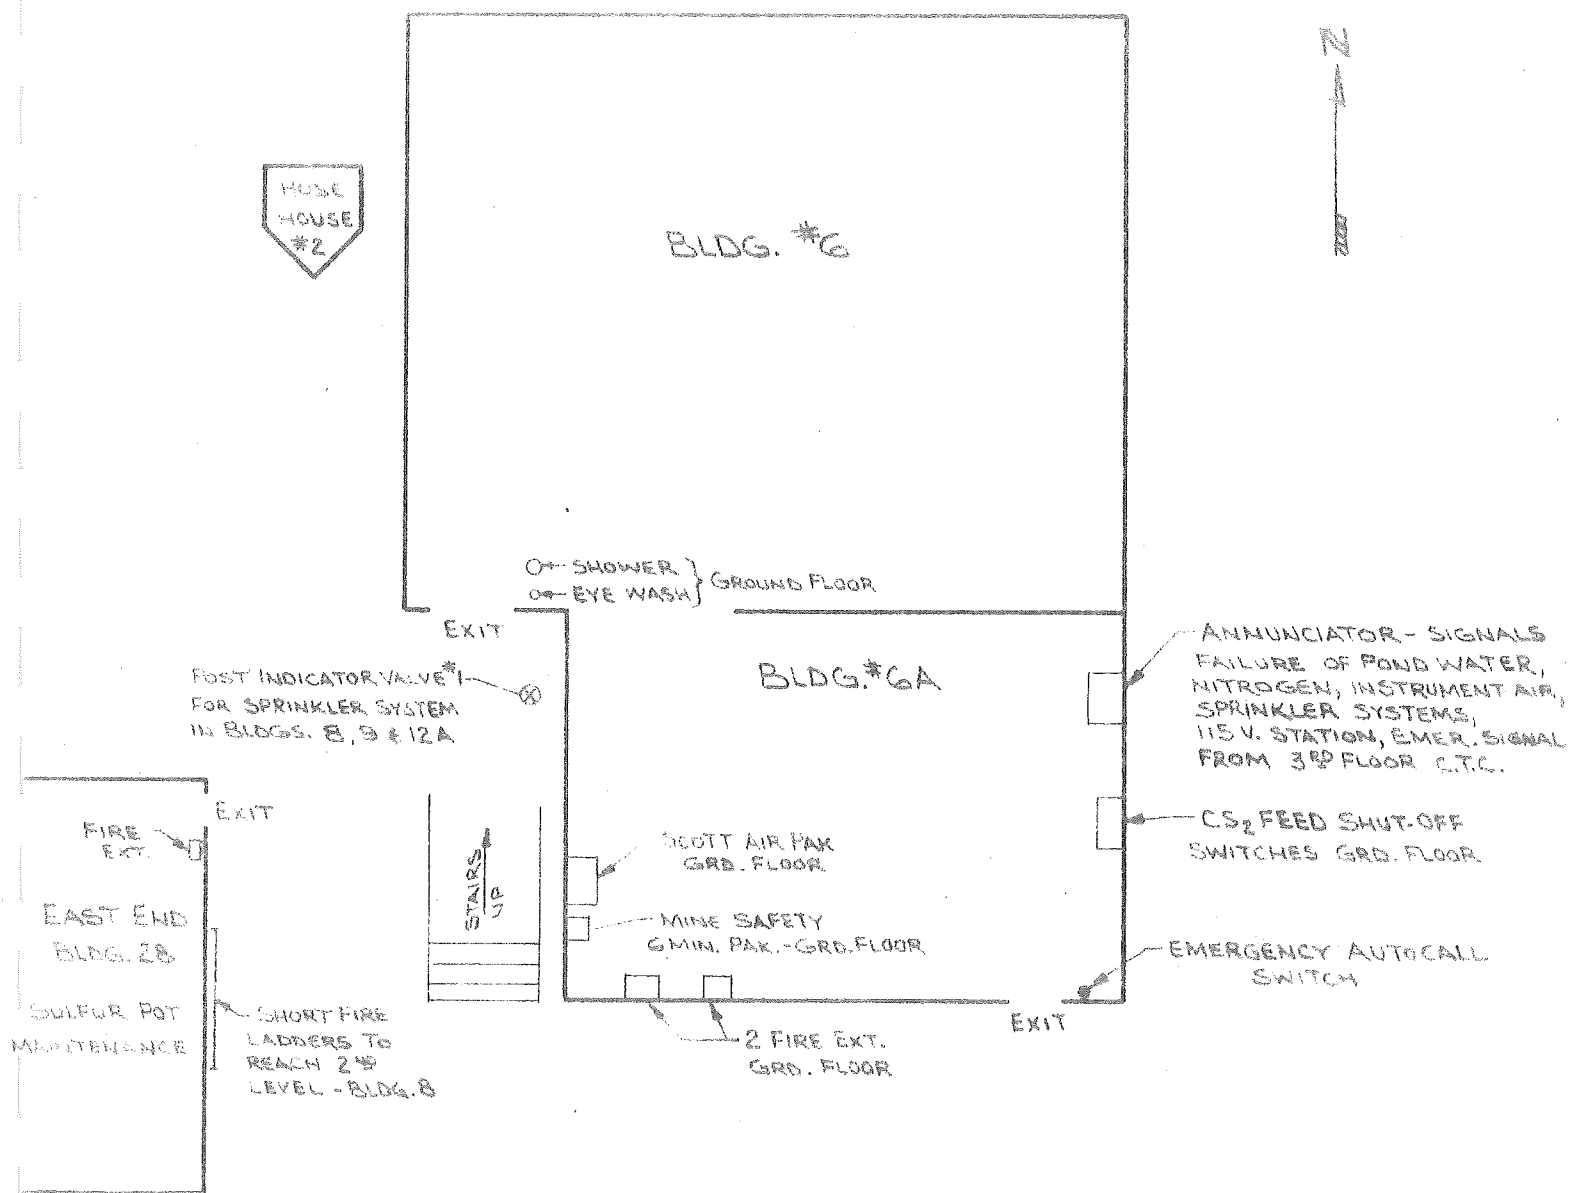 N
HOSE
HOUSE
#2
BLDG. #6
SHOWER
EYE WASH
GROUND FLOOR
EXIT
POST INDICATOR VALVE #1
FOR SPRINKLER SYSTEM
IN BLDGS. 8, 9 & 12A
BLDG. #6A
ANNUNCIATOR - SIGNALS
FAILURE OF POND WATER,
NITROGEN, INSTRUMENT AIR,
SPRINKLER SYSTEMS,
115 V. STATION, EMER. SIGNAL
FROM 3RD FLOOR C.T.C.
EXIT
FIRE
EXT.
STAIRS
UP
SCOTT AIR PAK
GRD. FLOOR
CS2 FEED SHUT-OFF
SWITCHES GRD. FLOOR
EAST END
BLDG. 28
SULFUR POT
MAINTENANCE
MINE SAFETY
6 MIN. PAK. - GRD. FLOOR
EMERGENCY AUTOCALL
SWITCH
SHORT FIRE
LADDERS TO
REACH 2ND
LEVEL - BLDG. 8
2 FIRE EXT.
GRD. FLOOR
EXIT